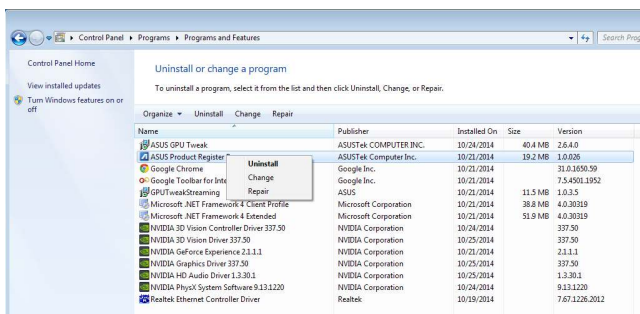 Control Panel ▸ Programs ▸ Programs and Features
Search Prog
Control Panel Home
View installed updates
Turn Windows features on or
off
Uninstall or change a program
To uninstall a program, select it from the list and then click Uninstall, Change, or Repair.
Organize Uninstall Change Repair
Name Publisher Installed On Size Version
ASUS GPU Tweak ASUSTek COMPUTER INC. 10/24/2014 40.4 MB 2.6.4.0
ASUS Product Register ASUSTek Computer Inc. 10/21/2014 19.2 MB 1.0.026
Google Chrome Google Inc. 10/21/2014 31.0.1650.59
Google Toolbar for Inte Google Inc. 10/21/2014 7.5.4501.1952
GPUTweakStreaming ASUS 10/21/2014 11.5 MB 1.0.3.5
Microsoft .NET Framework 4 Client Profile Microsoft Corporation 10/21/2014 38.8 MB 4.0.30319
Microsoft .NET Framework 4 Extended Microsoft Corporation 10/21/2014 51.9 MB 4.0.30319
NVIDIA 3D Vision Controller Driver 337.50 NVIDIA Corporation 10/24/2014 337.50
NVIDIA 3D Vision Driver 337.50 NVIDIA Corporation 10/25/2014 337.50
NVIDIA GeForce Experience 2.1.1.1 NVIDIA Corporation 10/21/2014 2.1.1.1
NVIDIA Graphics Driver 337.50 NVIDIA Corporation 10/25/2014 337.50
NVIDIA HD Audio Driver 1.3.30.1 NVIDIA Corporation 10/25/2014 1.3.30.1
NVIDIA PhysX System Software 9.13.1220 NVIDIA Corporation 10/24/2014 9.13.1220
Realtek Ethernet Controller Driver Realtek 10/19/2014 7.67.1226.2012
Uninstall
Change
Repair